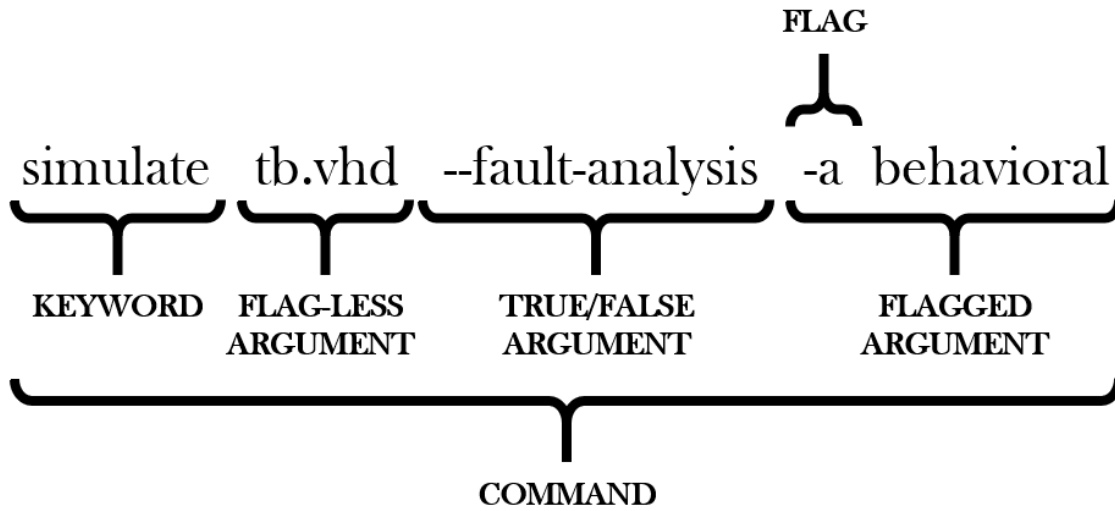 FLAG
simulate tb.vhd --fault-analysis -a behavioral
KEYWORD FLAG-LESS TRUE/FALSE FLAGGED
ARGUMENT ARGUMENT ARGUMENT
COMMAND